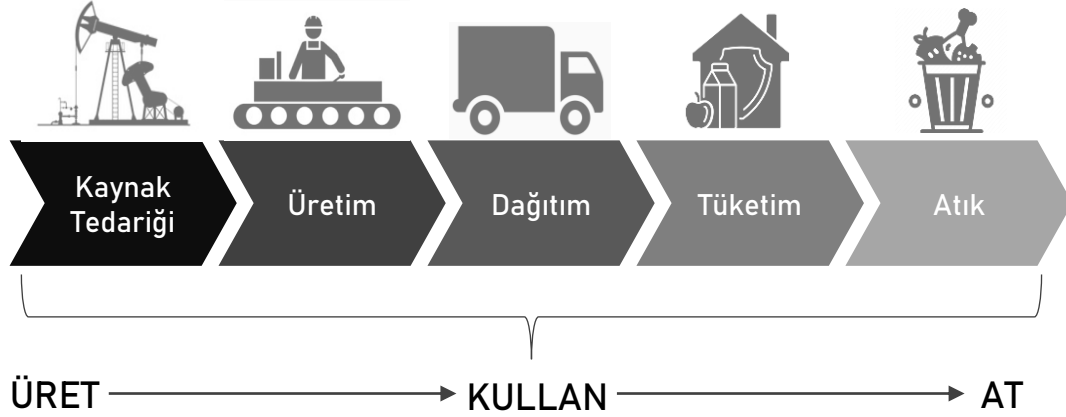 Kaynak
Tedariği
Üretim
Dağıtım
Tüketim
Atık
ÜRET
KULLAN
AT